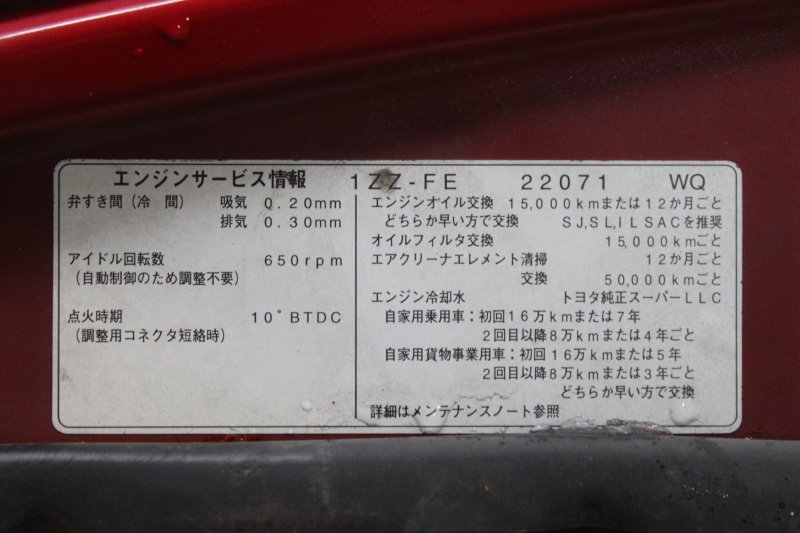 エンジンサービス情報 1ZZ-FE 22071 WQ
弁すき間(冷 間) 吸気 0.20mm
排気 0.30mm
アイドル回転数 650rpm
(自動制御のため調整不要)
点火時期 10°BTDC
(調整用コネクタ短絡時)
エンジンオイル交換 15,000kmまたは12か月ごと
どちらか早い方で交換 SJ,SL,ILSACを推奨
オイルフィルタ交換 15,000kmごと
エアクリーナエレメント清掃 12か月ごと
交換 50,000kmごと
エンジン冷却水 トヨタ純正スーパーLLC
自家用乗用車:初回16万kmまたは7年
2回目以降8万kmまたは4年ごと
自家用貨物事業用車:初回16万kmまたは5年
2回目以降8万kmまたは3年ごと
どちらか早い方で交換
詳細はメンテナンスノート参照